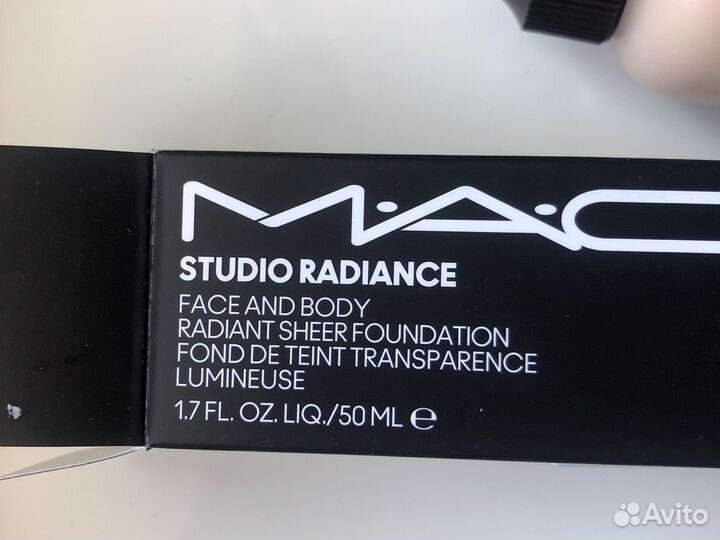 M·A·C
STUDIO RADIANCE
FACE AND BODY
RADIANT SHEER FOUNDATION
FOND DE TEINT TRANSPARENCE
LUMINEUSE
1.7 FL. OZ. LIQ./50 ML ℮
Avito